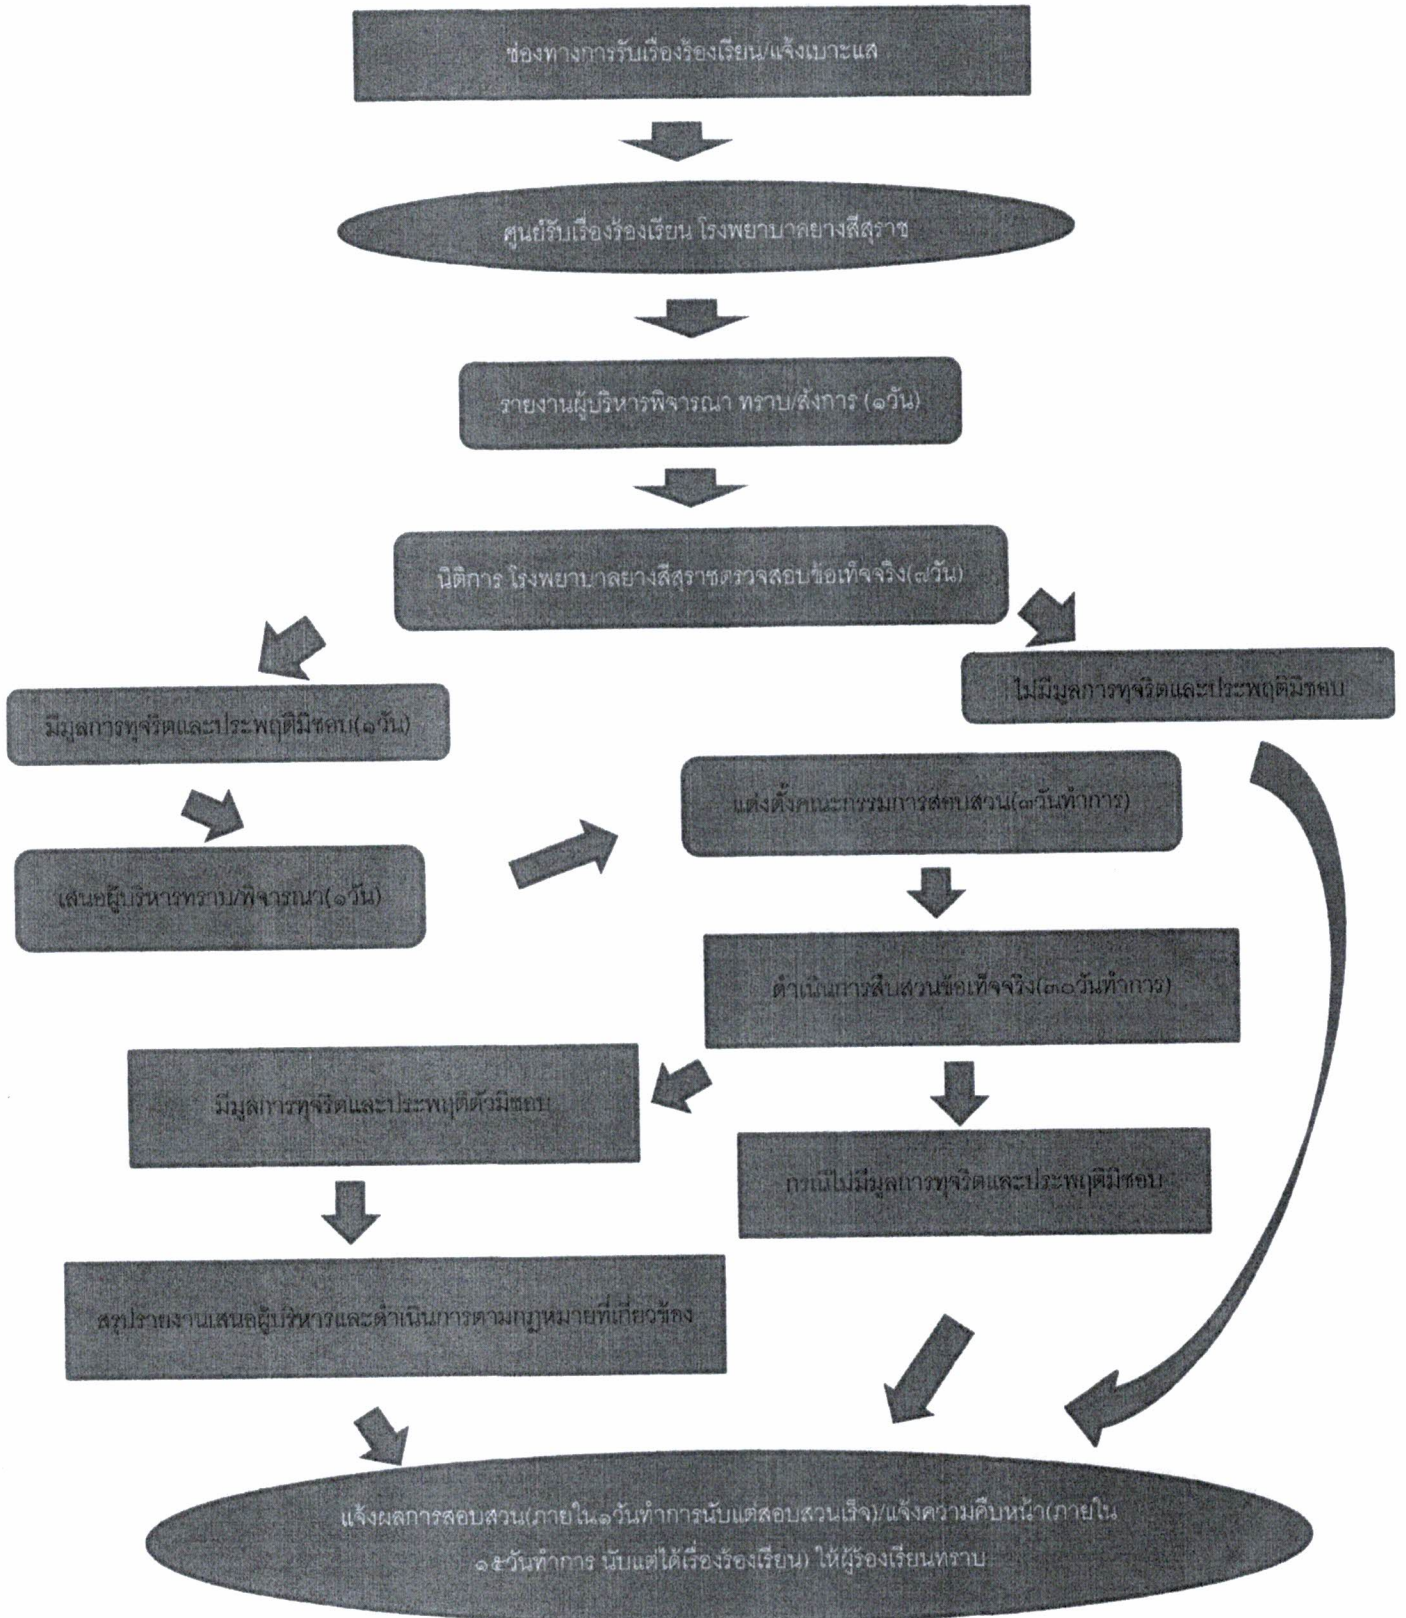 ช่องทางการรับเรื่องร้องเรียน/แจ้งเบาะแส
ศูนย์รับเรื่องร้องเรียน โรงพยาบาลยางสีสุราช
รายงานผู้บริหารพิจารณา ทราบ/สั่งการ (๑วัน)
นิติการ โรงพยาบาลยางสีสุราชตรวจสอบข้อเท็จจริง(๗วัน)
ไม่มีมูลการทุจริตและประพฤติมิชอบ
มีมูลการทุจริตและประพฤติมิชอบ(๑วัน)
แต่งตั้งคณะกรรมการสอบสวน(๓วันทำการ)
เสนอผู้บริหารทราบ/พิจารณา(๑วัน)
ดำเนินการสืบสวนข้อเท็จจริง(๓๐วันทำการ)
มีมูลการทุจริตและประพฤติตัวมิชอบ
กรณีไม่มีมูลการทุจริตและประพฤติมิชอบ
สรุปรายงานเสนอผู้บริหารและดำเนินการตามกฎหมายที่เกี่ยวข้อง
แจ้งผลการสอบสวน(ภายใน๑วันทำการนับแต่สอบสวนเร็จ)/แจ้งความคืบหน้า(ภายใน
๑๕วันทำการ นับแต่ได้เรื่องร้องเรียน) ให้ผู้ร้องเรียนทราบ